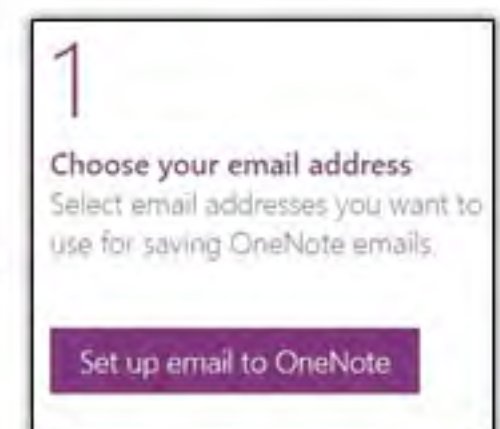 1
Choose your email address
Select email addresses you want to
use for saving OneNote emails.
Set up email to OneNote